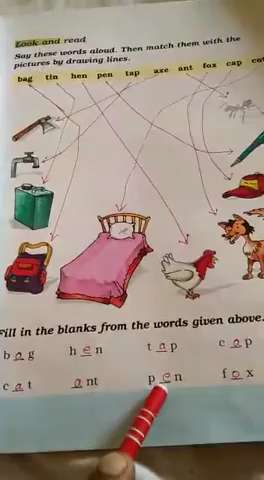 Look and read
Say these words aloud. Then match them with the
pictures by drawing lines.
bag tin hen pen tap axe ant fox cap cot
Fill in the blanks from the words given above.
b a g h e n t a p c a p
c a t a nt p e n f o x